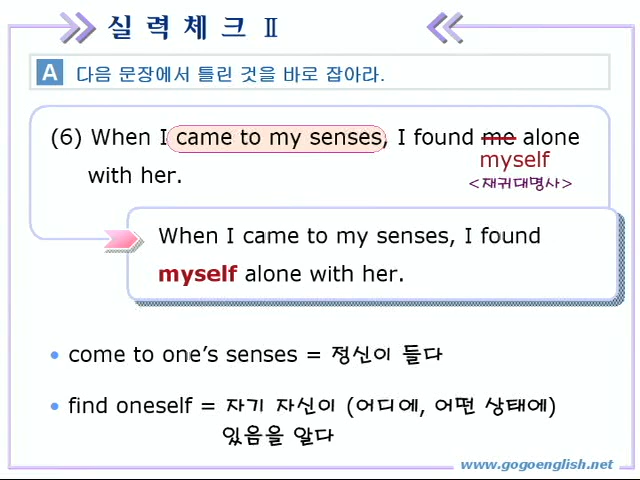 실 력 체 크 Ⅱ
A 다음 문장에서 틀린 것을 바로 잡아라.
(6) When I came to my senses, I found me alone
myself
with her.
<재귀대명사>
When I came to my senses, I found
myself alone with her.
• come to one's senses = 정신이 들다
• find oneself = 자기 자신이 (어디에, 어떤 상태에)
있음을 알다
www.gogoenglish.net